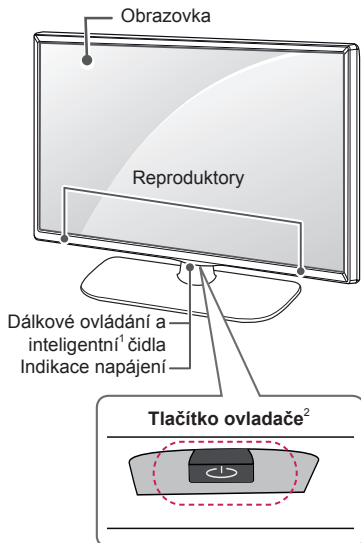 Obrazovka
Reproduktory
Dálkové ovládání a
inteligentní¹ čidla
Indikace napájení
Tlačítko ovladače²